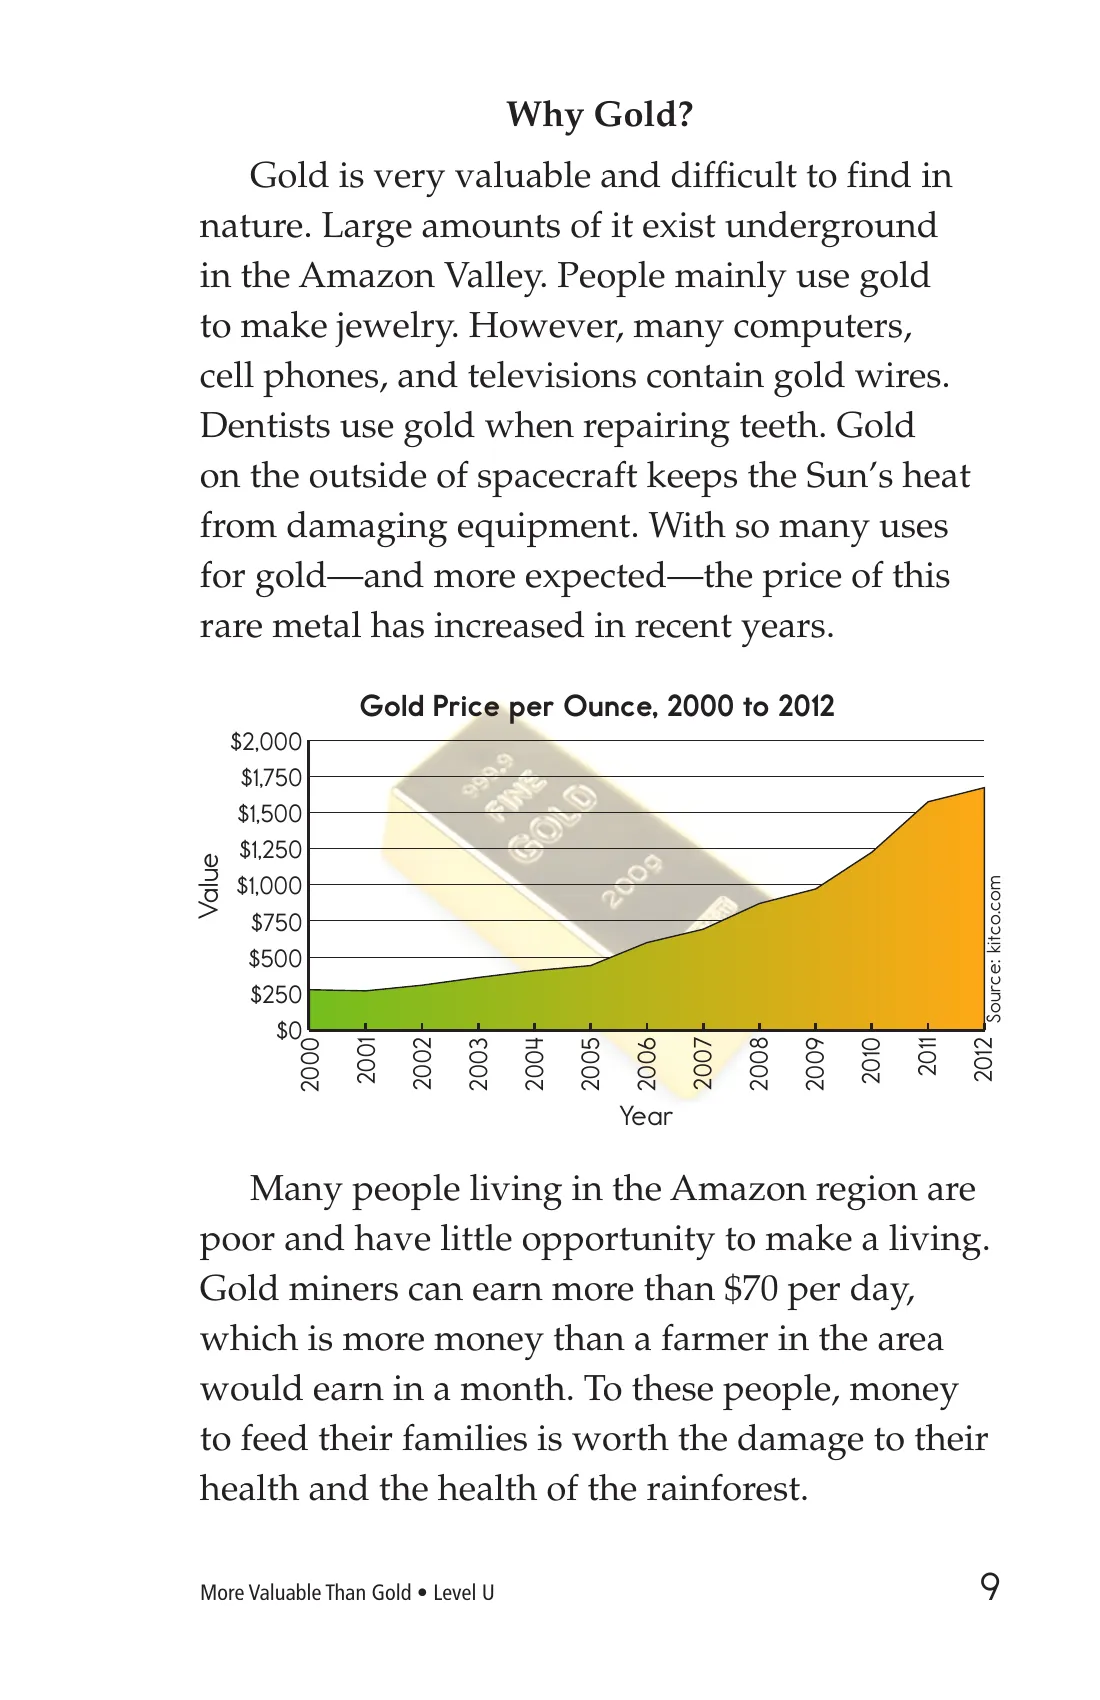 Why Gold?
Gold is very valuable and difficult to find in
nature. Large amounts of it exist underground
in the Amazon Valley. People mainly use gold
to make jewelry. However, many computers,
cell phones, and televisions contain gold wires.
Dentists use gold when repairing teeth. Gold
on the outside of spacecraft keeps the Sun’s heat
from damaging equipment. With so many uses
for gold—and more expected—the price of this
rare metal has increased in recent years.
Gold Price per Ounce, 2000 to 2012
Value
$2,000
$1,750
$1,500
$1,250
$1,000
$750
$500
$250
$0
999.9
FINE
GOLD
200g
Source: kitco.com
2000 2001 2002 2003 2004 2005 2006 2007 2008 2009 2010 2011 2012
Year
Many people living in the Amazon region are
poor and have little opportunity to make a living.
Gold miners can earn more than $70 per day,
which is more money than a farmer in the area
would earn in a month. To these people, money
to feed their families is worth the damage to their
health and the health of the rainforest.
More Valuable Than Gold • Level U 9